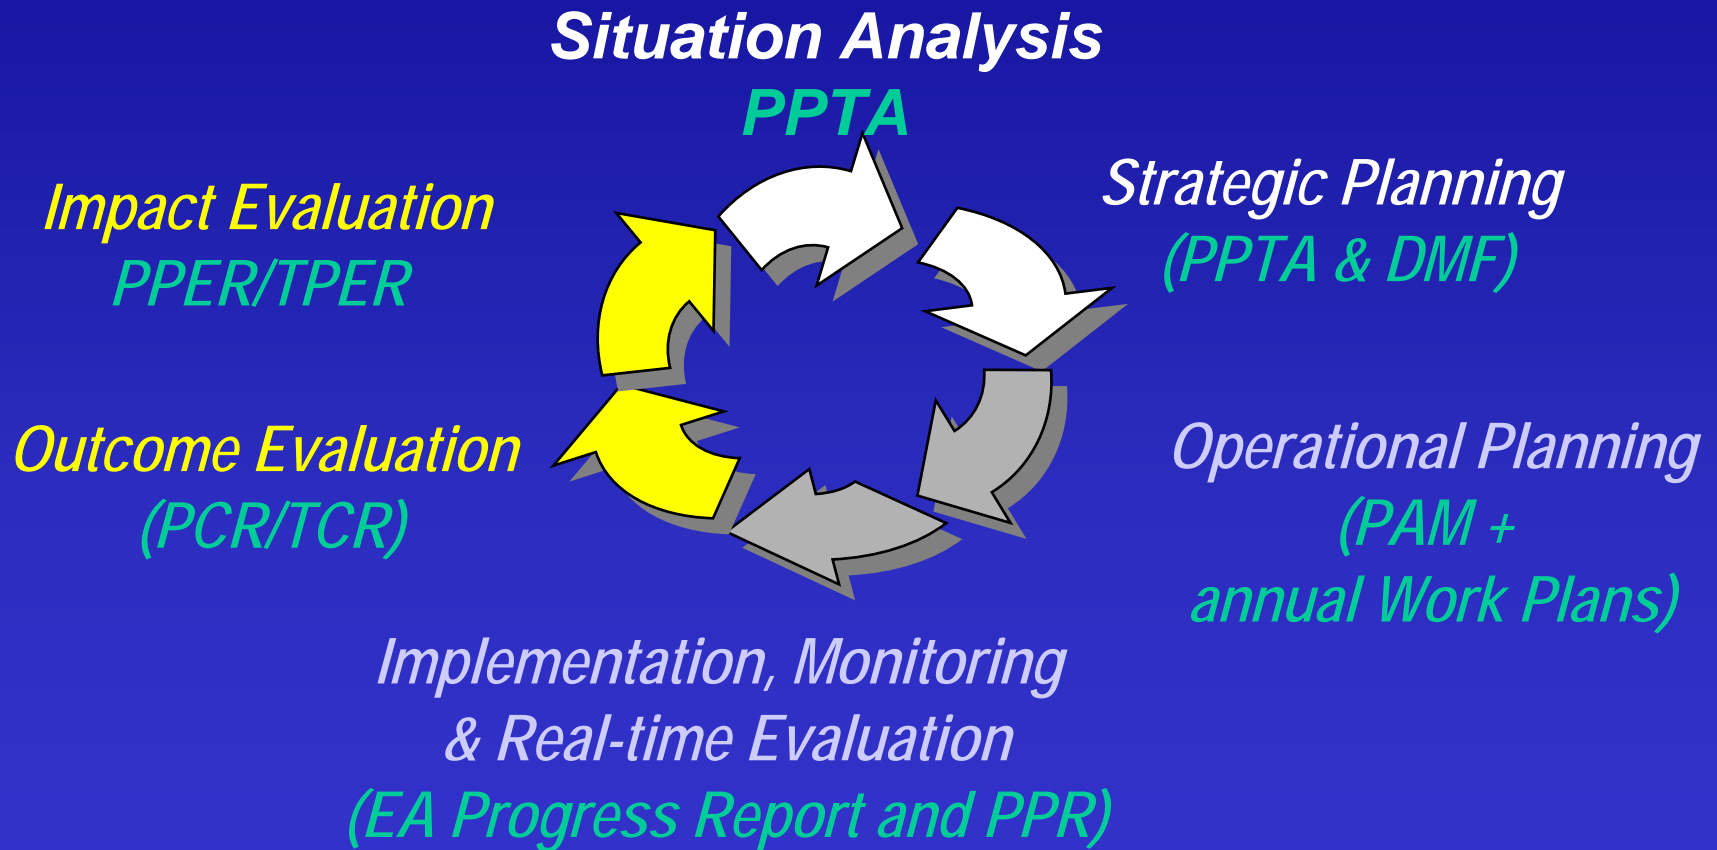 Situation Analysis
PPTA
Strategic Planning
(PPTA & DMF)
Operational Planning
(PAM +
annual Work Plans)
Implementation, Monitoring
& Real-time Evaluation
(EA Progress Report and PPR)
Outcome Evaluation
(PCR/TCR)
Impact Evaluation
PPER/TPER